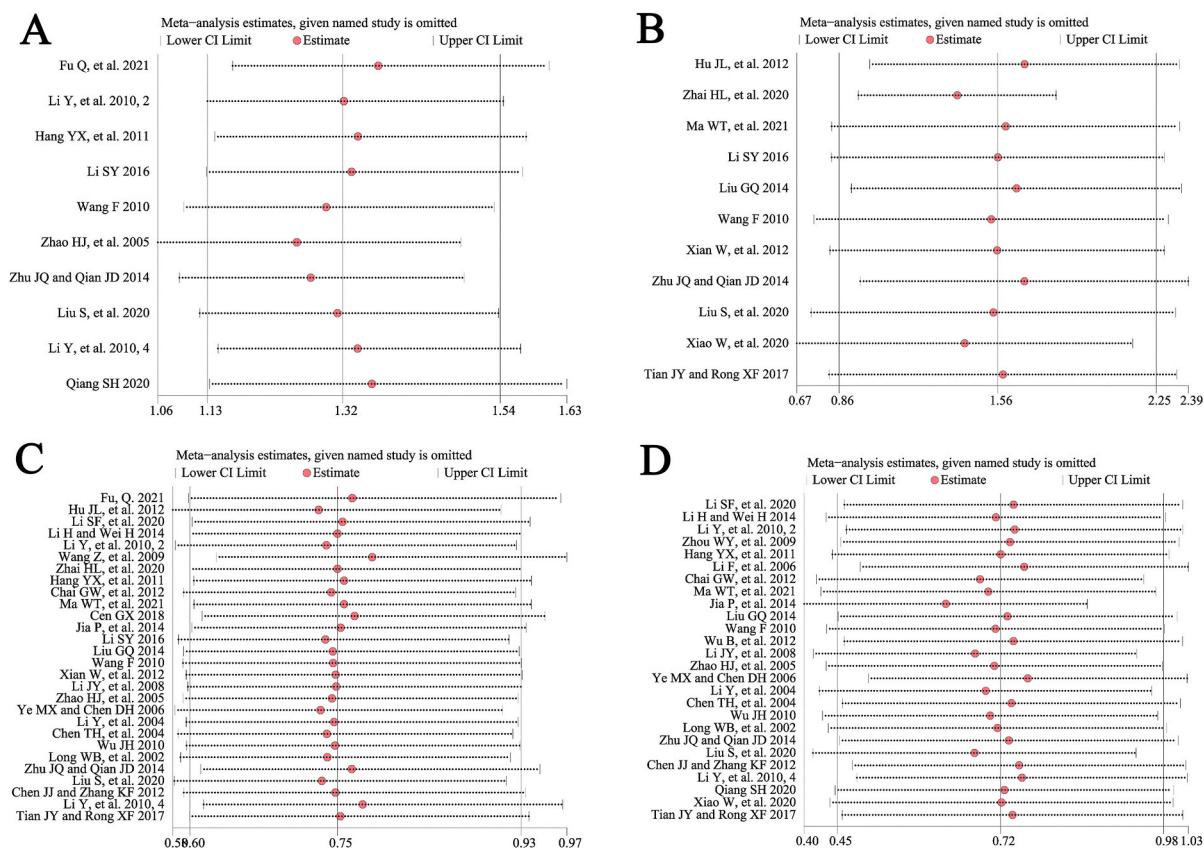 A
Meta-analysis estimates, given named study is omitted
Lower CI Limit Estimate Upper CI Limit
Fu Q, et al. 2021
Li Y, et al. 2010, 2
Hang YX, et al. 2011
Li SY 2016
Wang F 2010
Zhao HJ, et al. 2005
Zhu JQ and Qian JD 2014
Liu S, et al. 2020
Li Y, et al. 2010, 4
Qiang SH 2020
1.06 1.13 1.32 1.54 1.63
B
Meta-analysis estimates, given named study is omitted
Lower CI Limit Estimate Upper CI Limit
Hu JL, et al. 2012
Zhai HL, et al. 2020
Ma WT, et al. 2021
Li SY 2016
Liu GQ 2014
Wang F 2010
Xian W, et al. 2012
Zhu JQ and Qian JD 2014
Liu S, et al. 2020
Xiao W, et al. 2020
Tian JY and Rong XF 2017
0.67 0.86 1.56 2.25 2.39
C
Meta-analysis estimates, given named study is omitted
Lower CI Limit Estimate Upper CI Limit
Fu, Q. 2021
Hu JL, et al. 2012
Li SF, et al. 2020
Li H and Wei H 2014
Li Y, et al. 2010, 2
Wang Z, et al. 2009
Zhai HL, et al. 2020
Hang YX, et al. 2011
Chai GW, et al. 2012
Ma WT, et al. 2021
Cen GX 2018
Jia P, et al. 2014
Li SY 2016
Liu GQ 2014
Wang F 2010
Xian W, et al. 2012
Li JY, et al. 2008
Zhao HJ, et al. 2005
Ye MX and Chen DH 2006
Li Y, et al. 2004
Chen TH, et al. 2004
Wu JH 2010
Long WB, et al. 2002
Zhu JQ and Qian JD 2014
Liu S, et al. 2020
Chen JJ and Zhang KF 2012
Li Y, et al. 2010, 4
Tian JY and Rong XF 2017
0.60 0.75 0.93 0.97
D
Meta-analysis estimates, given named study is omitted
Lower CI Limit Estimate Upper CI Limit
Li SF, et al. 2020
Li H and Wei H 2014
Li Y, et al. 2010, 2
Zhou WY, et al. 2009
Hang YX, et al. 2011
Li F, et al. 2006
Chai GW, et al. 2012
Ma WT, et al. 2021
Jia P, et al. 2014
Liu GQ 2014
Wang F 2010
Wu B, et al. 2012
Li JY, et al. 2008
Zhao HJ, et al. 2005
Ye MX and Chen DH 2006
Li Y, et al. 2004
Chen TH, et al. 2004
Wu JH 2010
Long WB, et al. 2002
Zhu JQ and Qian JD 2014
Liu S, et al. 2020
Chen JJ and Zhang KF 2012
Li Y, et al. 2010, 4
Qiang SH 2020
Xiao W, et al. 2020
Tian JY and Rong XF 2017
0.40 0.45 0.72 0.98 1.03